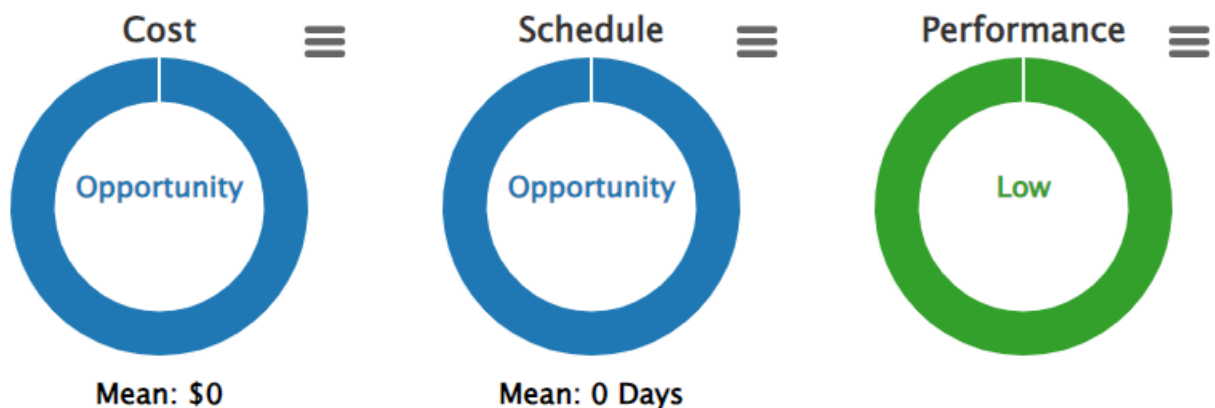 Cost
Schedule
Performance
Opportunity
Opportunity
Low
Mean: $0
Mean: 0 Days